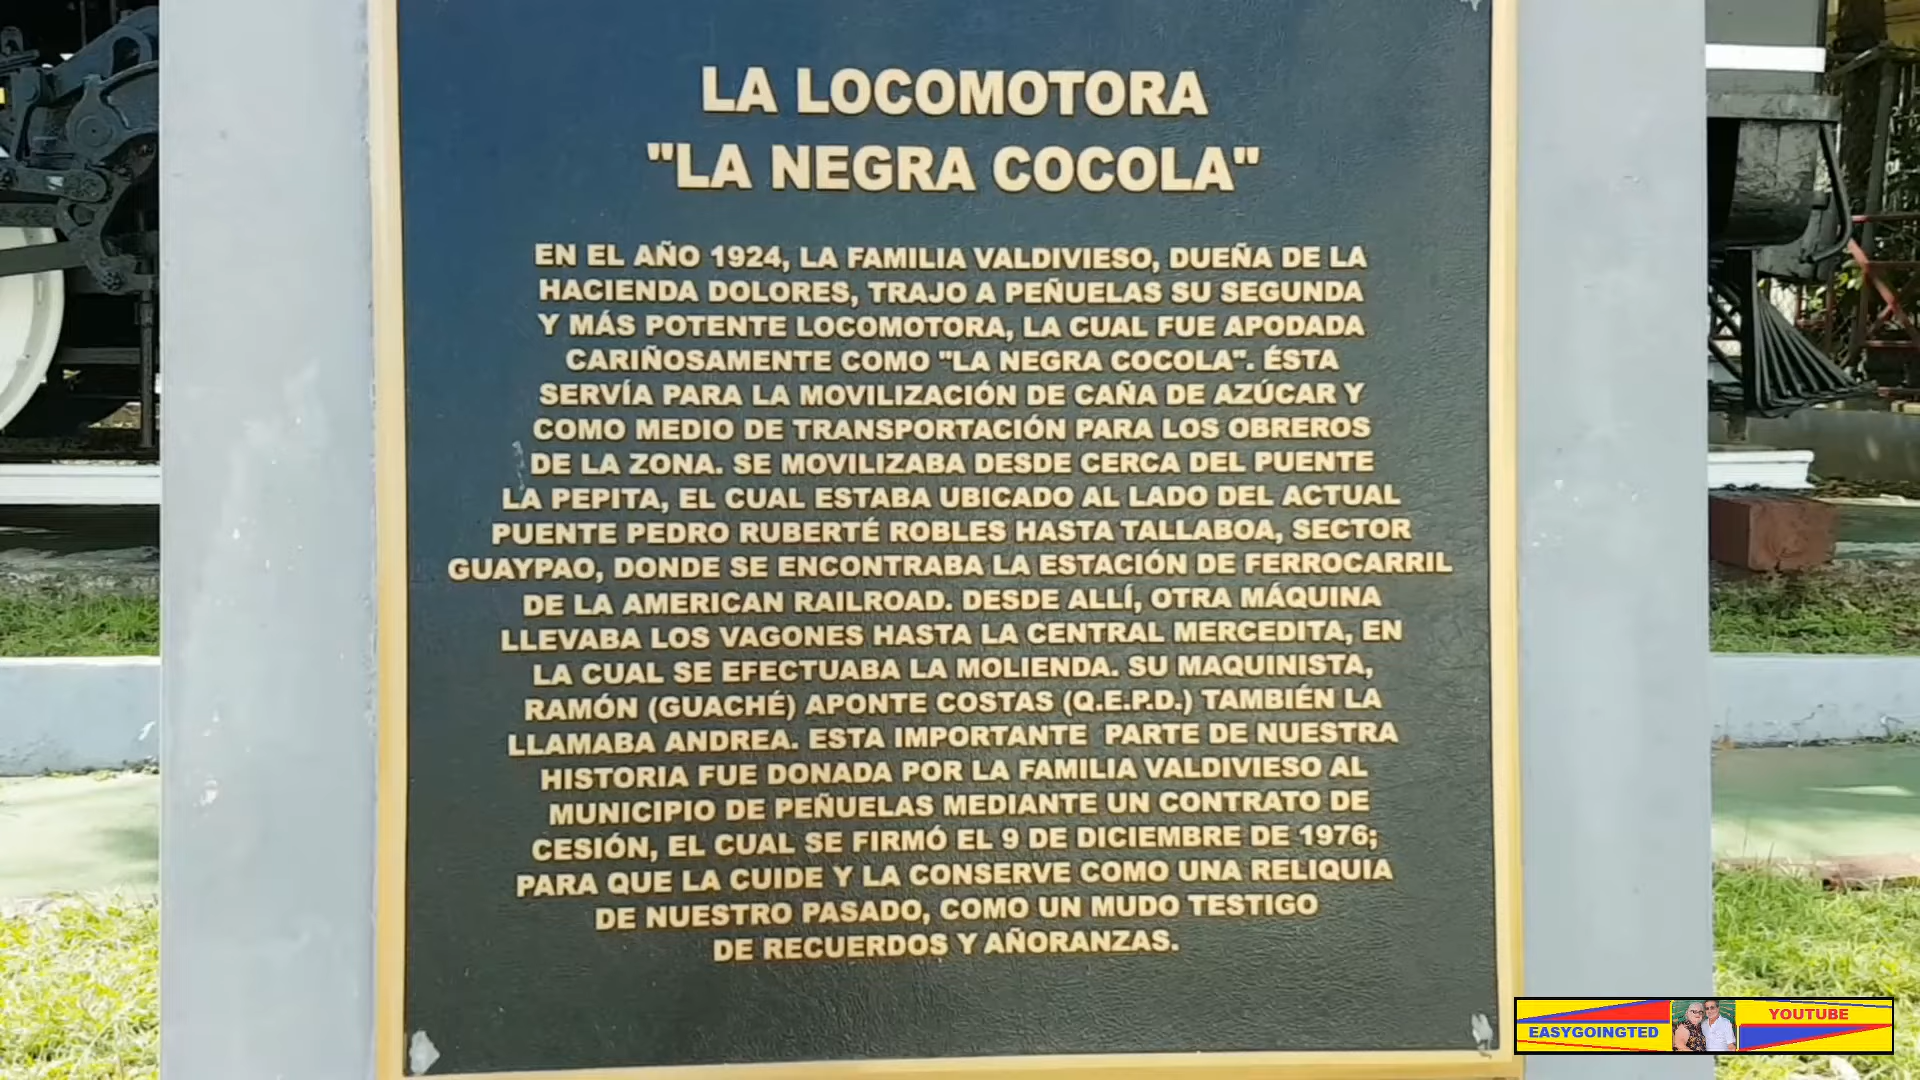 LA LOCOMOTORA
"LA NEGRA COCOLA"
EN EL AÑO 1924, LA FAMILIA VALDIVIESO, DUEÑA DE LA
HACIENDA DOLORES, TRAJO A PEÑUELAS SU SEGUNDA
Y MÁS POTENTE LOCOMOTORA, LA CUAL FUE APODADA
CARIÑOSAMENTE COMO "LA NEGRA COCOLA". ÉSTA
SERVÍA PARA LA MOVILIZACIÓN DE CAÑA DE AZÚCAR Y
COMO MEDIO DE TRANSPORTACIÓN PARA LOS OBREROS
DE LA ZONA. SE MOVILIZABA DESDE CERCA DEL PUENTE
LA PEPITA, EL CUAL ESTABA UBICADO AL LADO DEL ACTUAL
PUENTE PEDRO RUBERTÉ ROBLES HASTA TALLABOA, SECTOR
GUAYPAO, DONDE SE ENCONTRABA LA ESTACIÓN DE FERROCARRIL
DE LA AMERICAN RAILROAD. DESDE ALLÍ, OTRA MÁQUINA
LLEVABA LOS VAGONES HASTA LA CENTRAL MERCEDITA, EN
LA CUAL SE EFECTUABA LA MOLIENDA. SU MAQUINISTA,
RAMÓN (GUACHÉ) APONTE COSTAS (Q.E.P.D.) TAMBIÉN LA
LLAMABA ANDREA. ESTA IMPORTANTE PARTE DE NUESTRA
HISTORIA FUE DONADA POR LA FAMILIA VALDIVIESO AL
MUNICIPIO DE PEÑUELAS MEDIANTE UN CONTRATO DE
CESIÓN, EL CUAL SE FIRMÓ EL 9 DE DICIEMBRE DE 1976;
PARA QUE LA CUIDE Y LA CONSERVE COMO UNA RELIQUIA
DE NUESTRO PASADO, COMO UN MUDO TESTIGO
DE RECUERDOS Y AÑORANZAS.
EASYGOINGTED
YOUTUBE